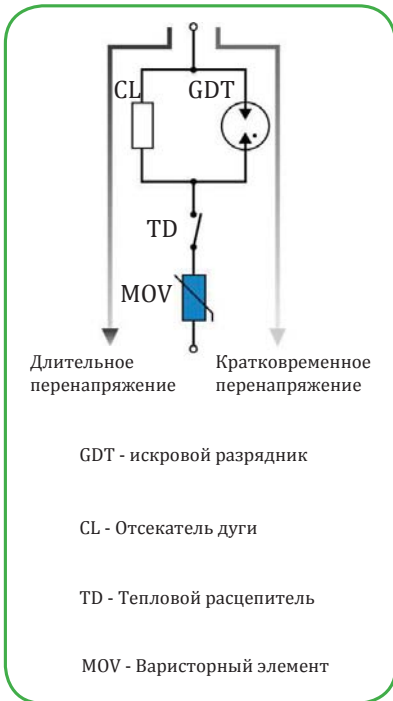 CL GDT
TD
MOV
Длительное
перенапряжение
Кратковременное
перенапряжение
GDT - искровой разрядник
CL - Отсекатель дуги
TD - Тепловой расцепитель
MOV - Варисторный элемент